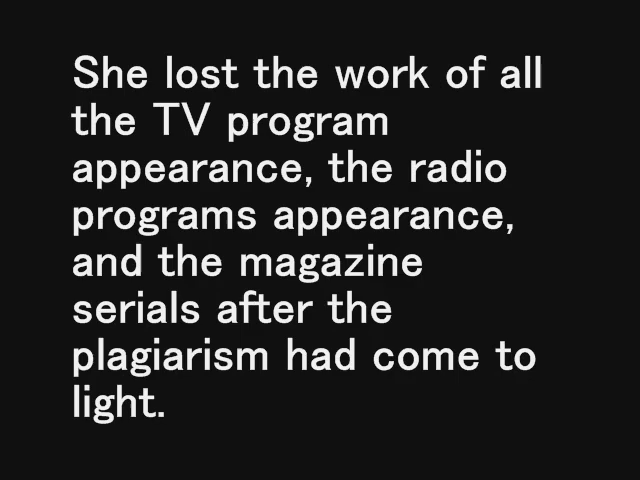 She lost the work of all
the TV program
appearance, the radio
programs appearance,
and the magazine
serials after the
plagiarism had come to
light.